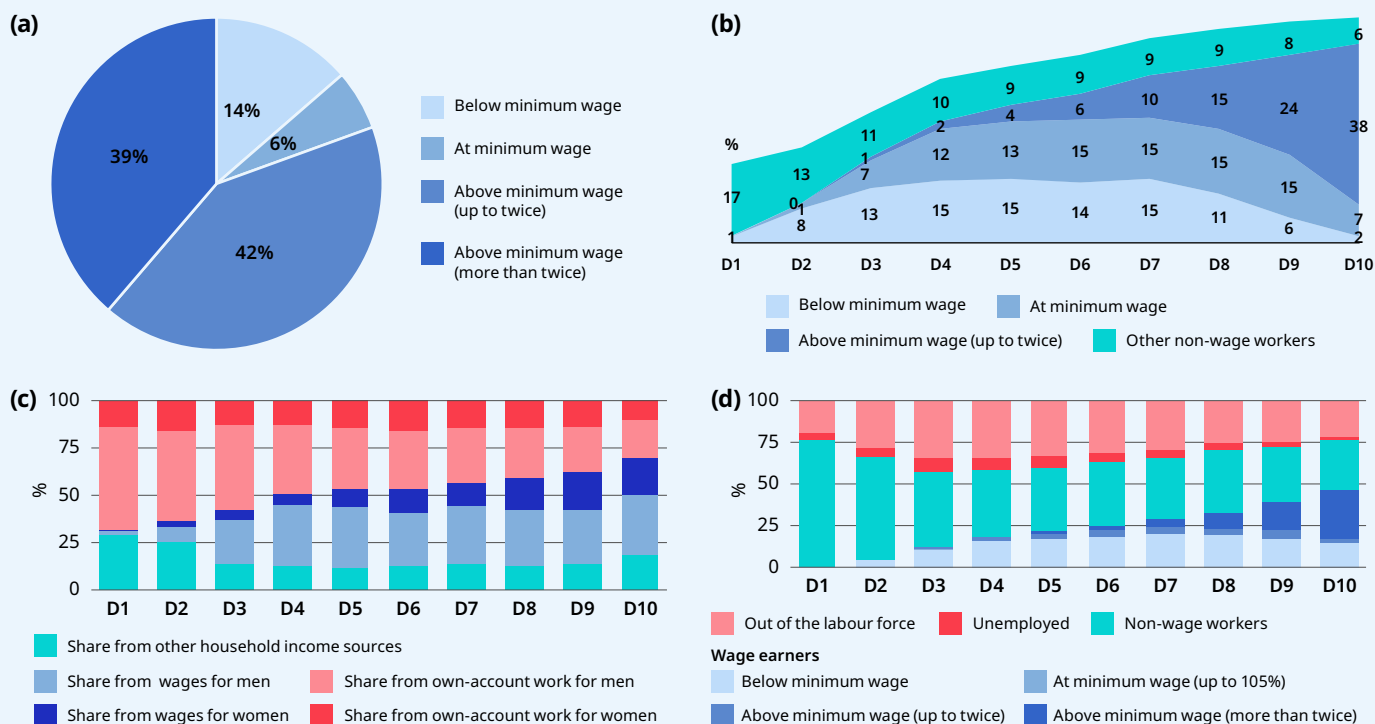 (a)
14%
6%
39%
42%
Below minimum wage
At minimum wage
Above minimum wage
(up to twice)
Above minimum wage
(more than twice)
(b)
%
17
13
11
10
9
9
9
9
8
6
0
1
2
4
6
10
15
24
38
1
7
12
13
15
15
15
15
7
1
8
13
15
15
14
15
11
6
2
D1 D2 D3 D4 D5 D6 D7 D8 D9 D10
Below minimum wage At minimum wage
Above minimum wage (up to twice) Other non-wage workers
(c)
100
75
50
25
0
%
D1 D2 D3 D4 D5 D6 D7 D8 D9 D10
Share from other household income sources
Share from wages for men Share from own-account work for men
Share from wages for women Share from own-account work for women
(d)
100
75
50
25
0
%
D1 D2 D3 D4 D5 D6 D7 D8 D9 D10
Out of the labour force Unemployed Non-wage workers
Wage earners
Below minimum wage At minimum wage (up to 105%)
Above minimum wage (up to twice) Above minimum wage (more than twice)